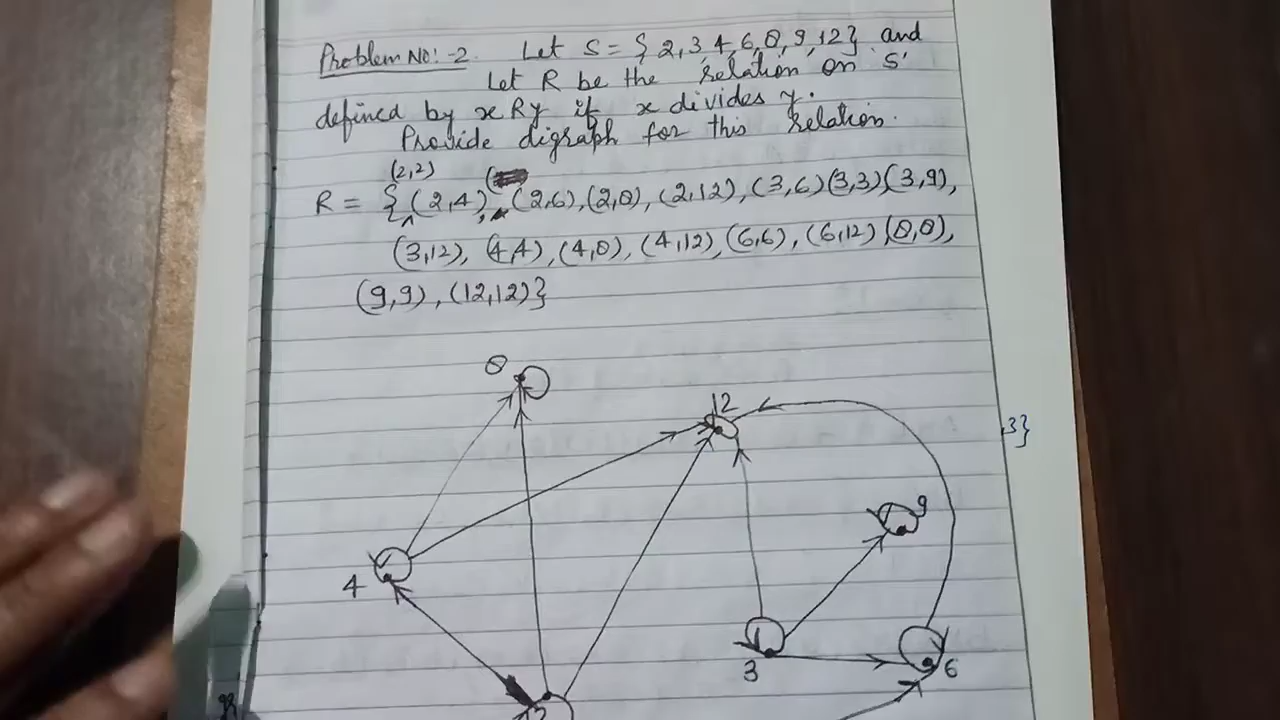 Problem No:-2. Let S = {2,3,4,6,8,9,12} and
Let R be the relation on 'S'
defined by x R y if x divides y.
Provide digraph for this relation.
(2,2)
R = {(2,4), (2,6), (2,8), (2,12), (3,6) (3,3) (3,9),
(3,12), (4,4), (4,8), (4,12), (6,6), (6,12) (8,8),
(9,9), (12,12)}
8
12
3}
9
4
3
6
2